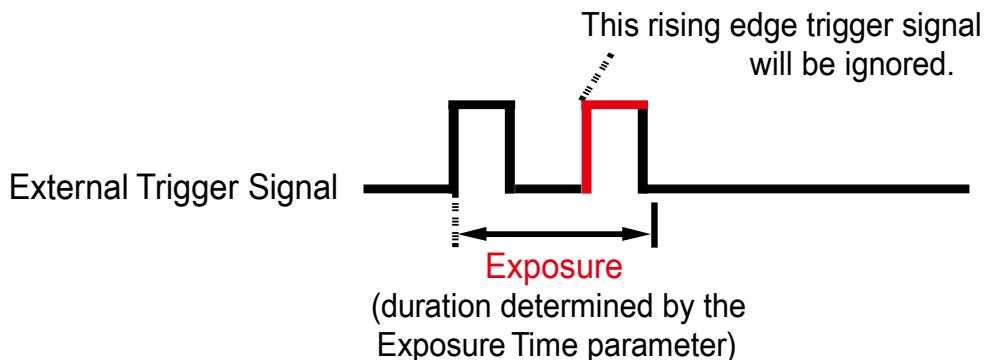 This rising edge trigger signal
will be ignored.
External Trigger Signal
Exposure
(duration determined by the
Exposure Time parameter)